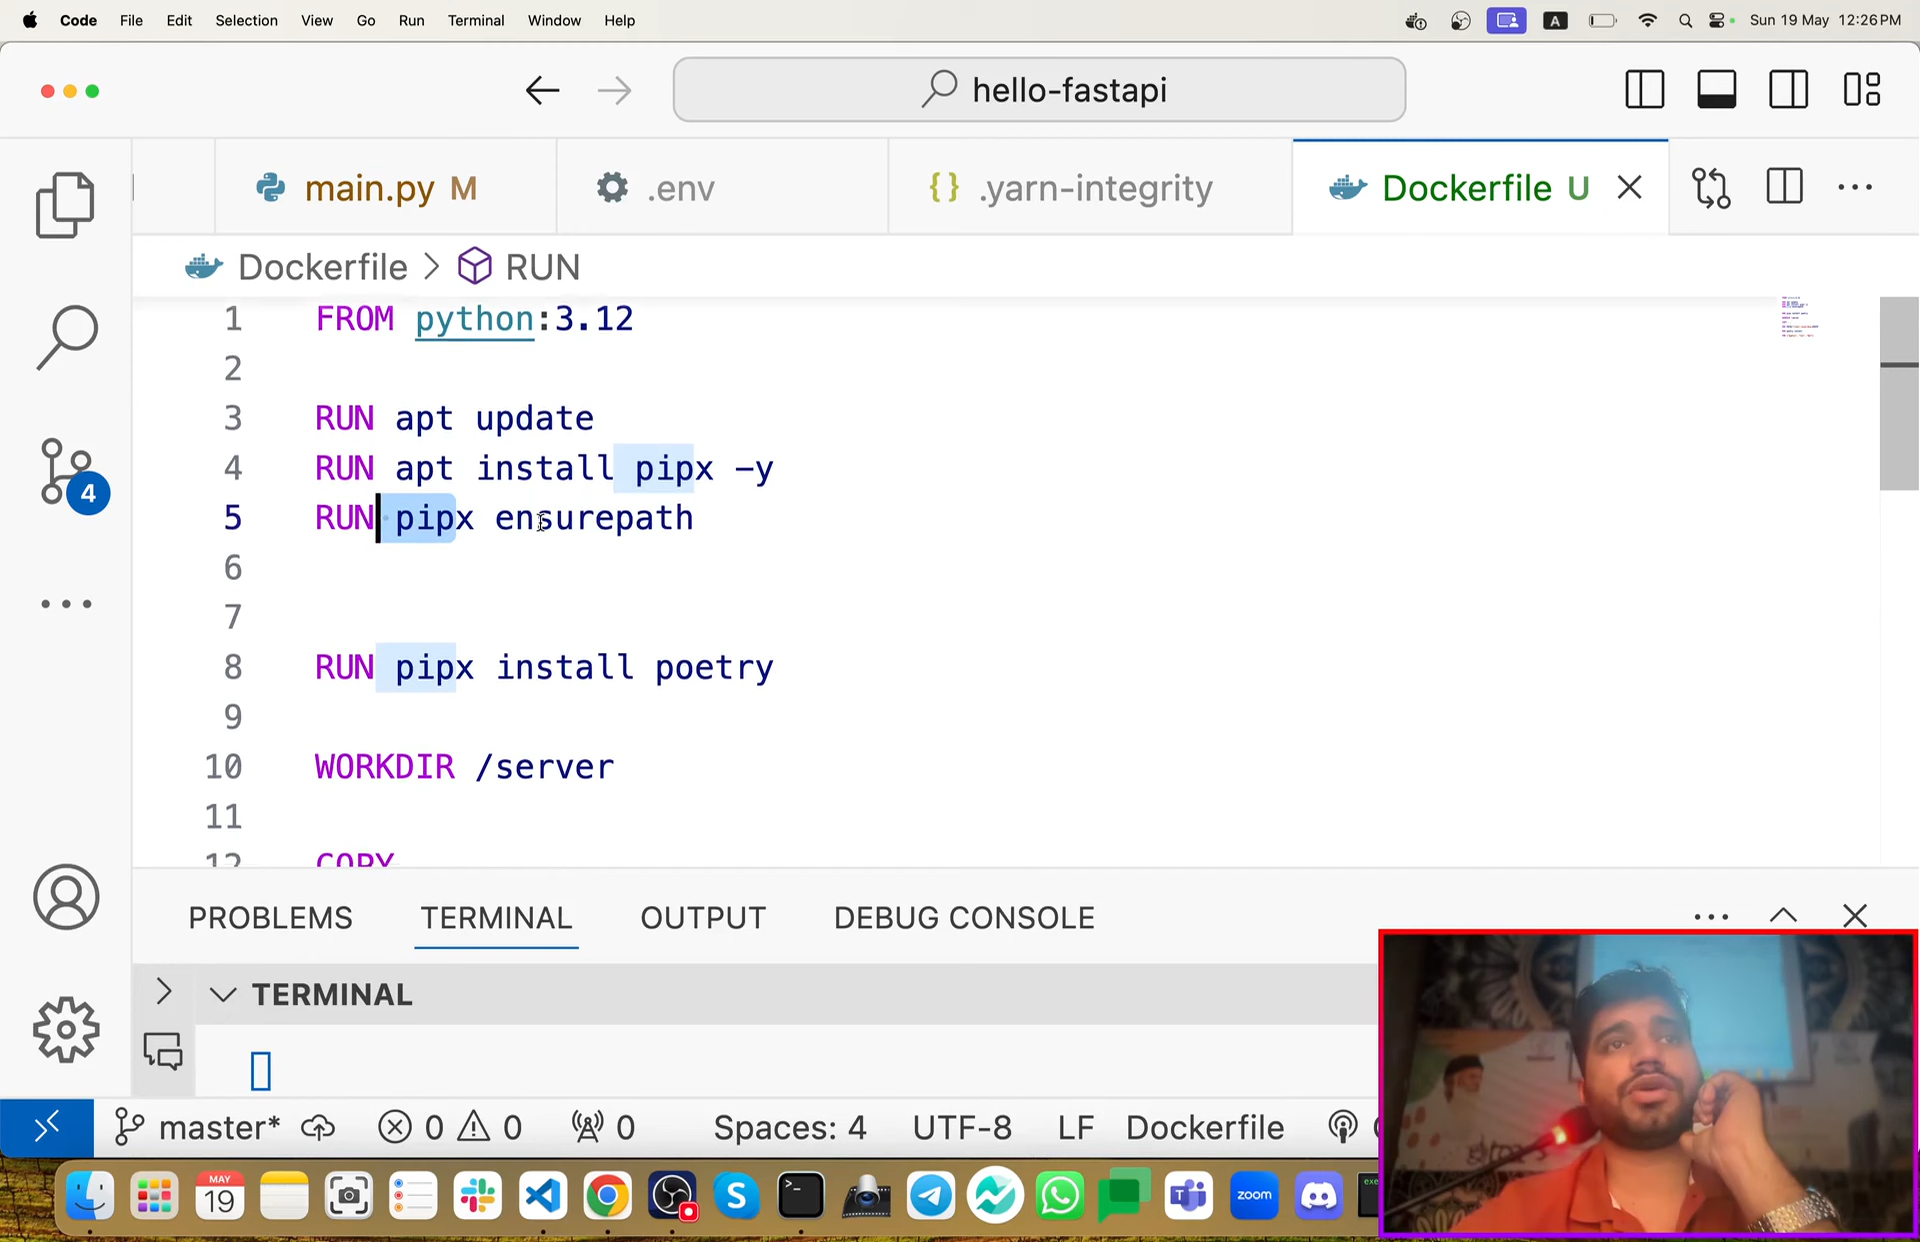 Code File Edit Selection View Go Run Terminal Window Help A Sun 19 May 12:26 PM
hello-fastapi
main.py M .env {} .yarn-integrity Dockerfile U
Dockerfile > RUN
1 FROM python:3.12
2
3 RUN apt update
4 RUN apt install pipx -y
5 RUN pipx ensurepath
6
7
8 RUN pipx install poetry
9
10 WORKDIR /server
11
12 COPY
4
PROBLEMS TERMINAL OUTPUT DEBUG CONSOLE
TERMINAL
master* 0 0 0 Spaces: 4 UTF-8 LF Dockerfile
MAY
19
S
zoom
exe